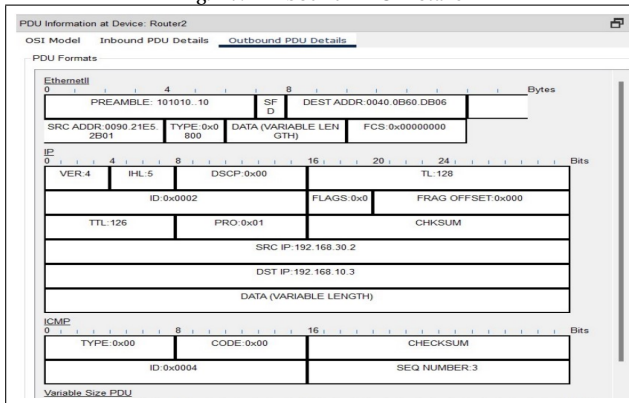 PDU Information at Device: Router2
OSI Model Inbound PDU Details Outbound PDU Details
PDU Formats
EthernetII
0 4 8 Bytes
PREAMBLE: 101010..10 SF DEST ADDR:0040.0B60.DB06
D
SRC ADDR:0090.21E5. TYPE:0x0 DATA (VARIABLE LEN FCS:0x00000000
2B01 800 GTH)
IP
0 4 8 16 20 24 Bits
VER:4 IHL:5 DSCP:0x00 TL:128
ID:0x0002 FLAGS:0x0 FRAG OFFSET:0x000
TTL:126 PRO:0x01 CHKSUM
SRC IP:192.168.30.2
DST IP:192.168.10.3
DATA (VARIABLE LENGTH)
ICMP
0 8 16 Bits
TYPE:0x00 CODE:0x00 CHECKSUM
ID:0x0004 SEQ NUMBER:3
Variable Size PDU